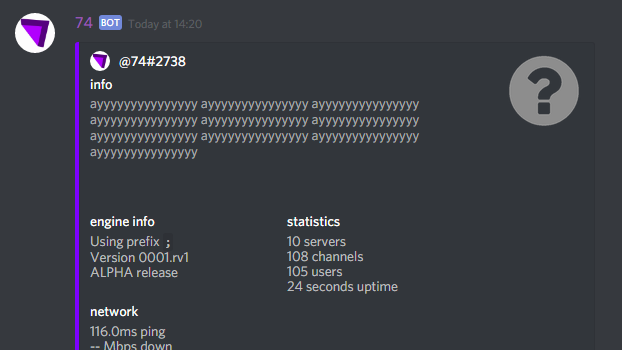 74 BOT Today at 14:20
@74#2738
info
ayyyyyyyyyyyyyyy ayyyyyyyyyyyyyyy ayyyyyyyyyyyyyyy
ayyyyyyyyyyyyyyy ayyyyyyyyyyyyyyy ayyyyyyyyyyyyyyy
ayyyyyyyyyyyyyyy ayyyyyyyyyyyyyyy ayyyyyyyyyyyyyyy
ayyyyyyyyyyyyyyy
?
engine info
Using prefix ;
Version 0001.rv1
ALPHA release
statistics
10 servers
108 channels
105 users
24 seconds uptime
network
116.0ms ping
-- Mbps down